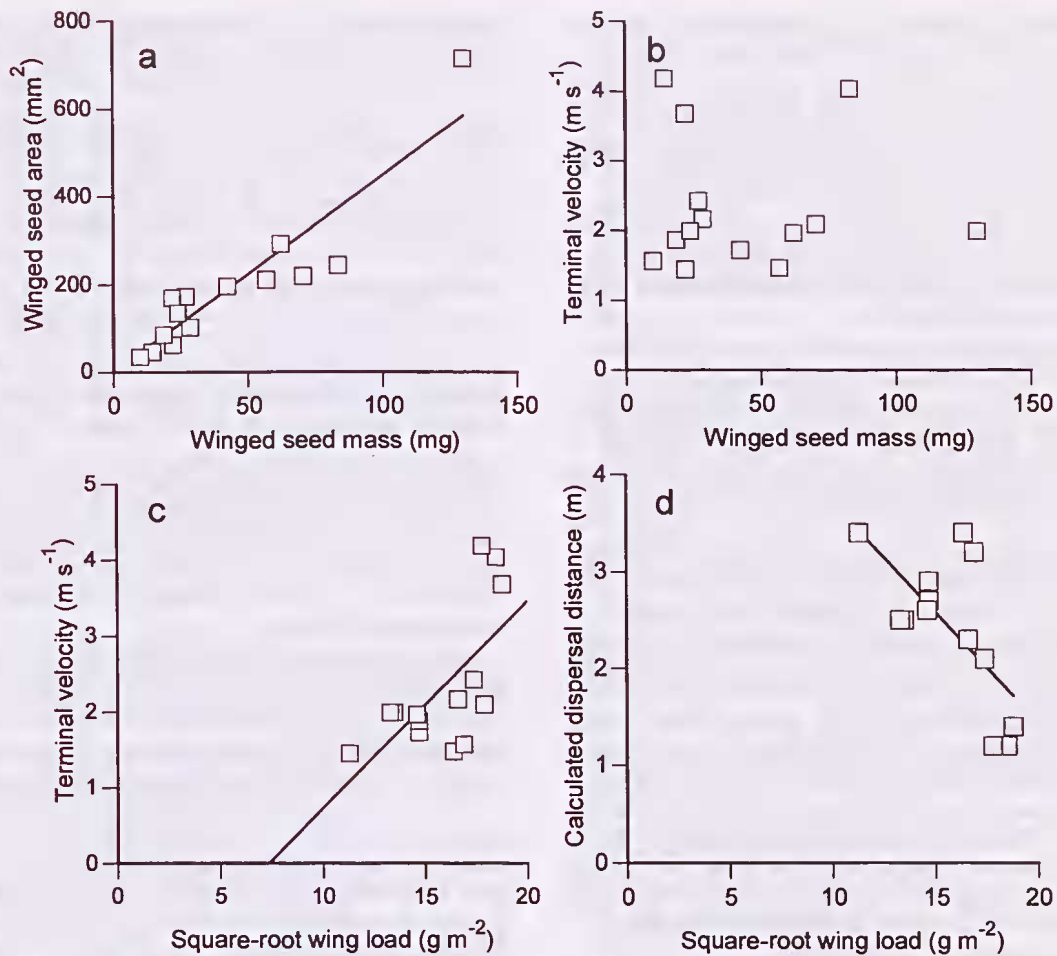 a
800
600
400
200
0
Winged seed area (mm²)
0 50 100 150
Winged seed mass (mg)
b
5
4
3
2
1
0
Terminal velocity (m s⁻¹)
0 50 100 150
Winged seed mass (mg)
c
5
4
3
2
1
0
Terminal velocity (m s⁻¹)
0 5 10 15 20
Square-root wing load (g m⁻²)
d
4
3
2
1
0
Calculated dispersal distance (m)
0 5 10 15 20
Square-root wing load (g m⁻²)